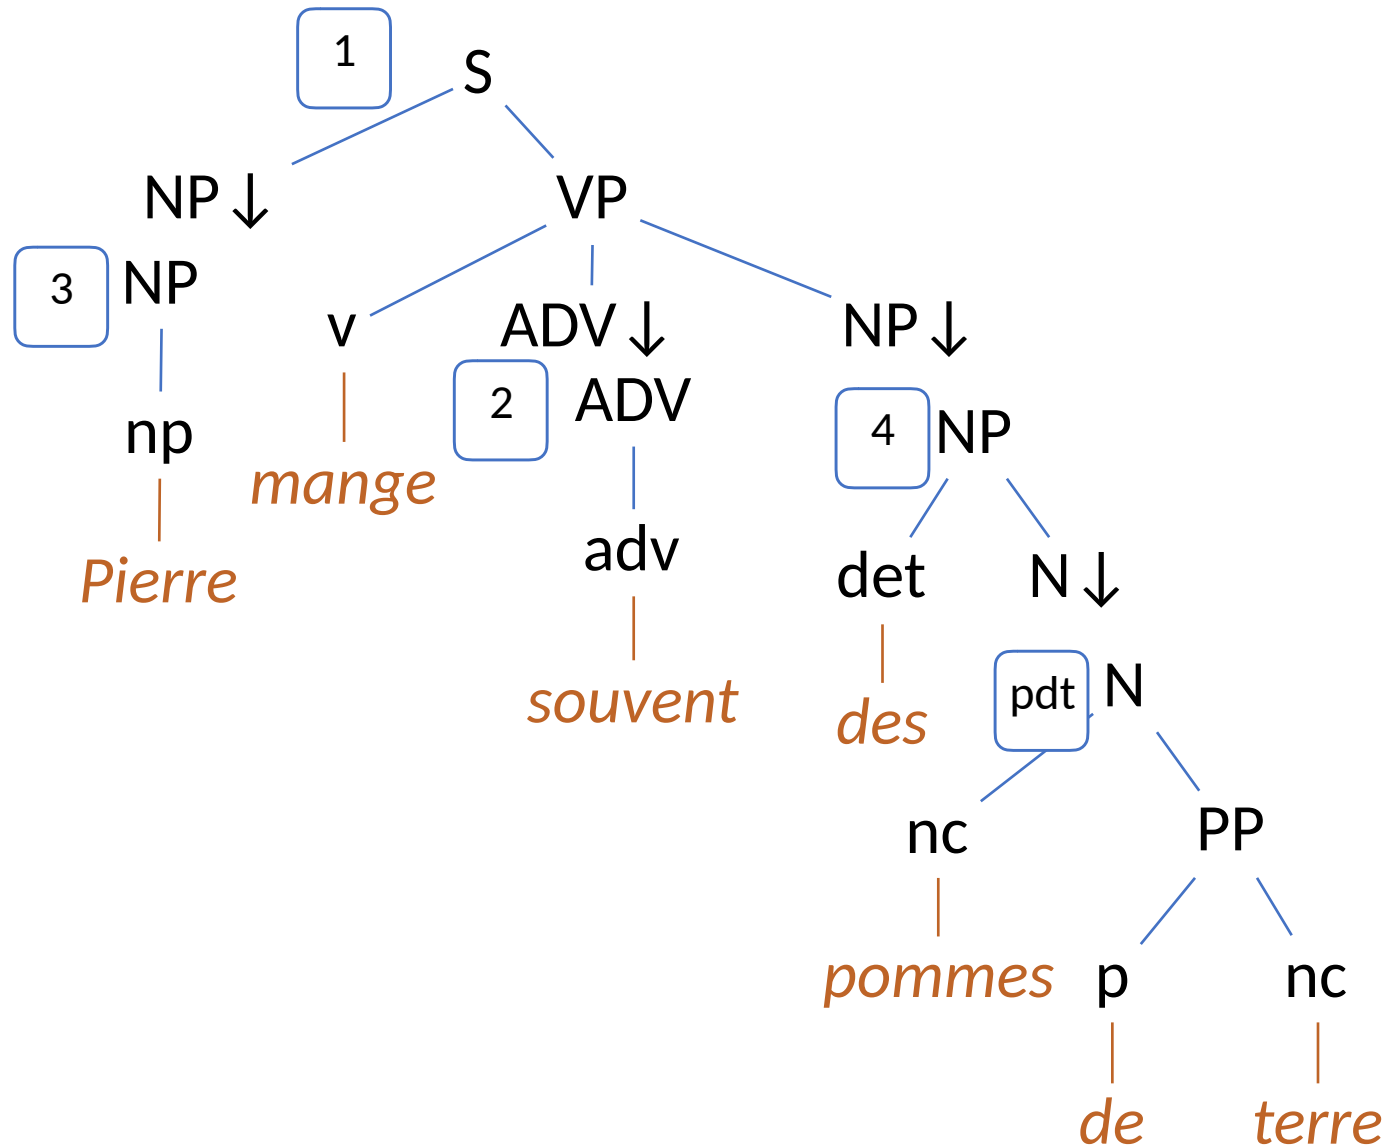 1
S
NP↓
VP
3
NP
v
ADV↓
NP↓
2
ADV
4
NP
np
mange
adv
det
N↓
Pierre
souvent
des
pdt
N
nc
PP
pommes
p
nc
de
terre